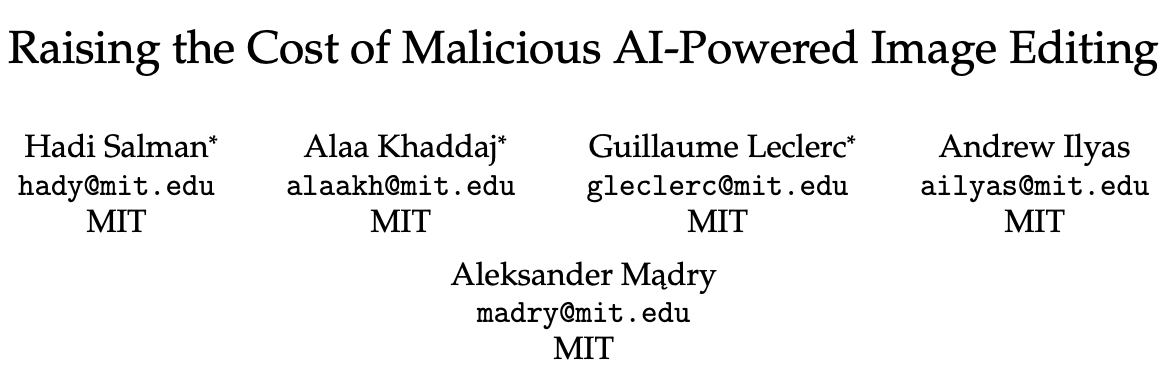 Raising the Cost of Malicious AI-Powered Image Editing
Hadi Salman* Alaa Khaddaj* Guillaume Leclerc* Andrew Ilyas
hady@mit.edu alaakh@mit.edu gleclerc@mit.edu ailyas@mit.edu
MIT MIT MIT MIT
Aleksander Mądry
madry@mit.edu
MIT